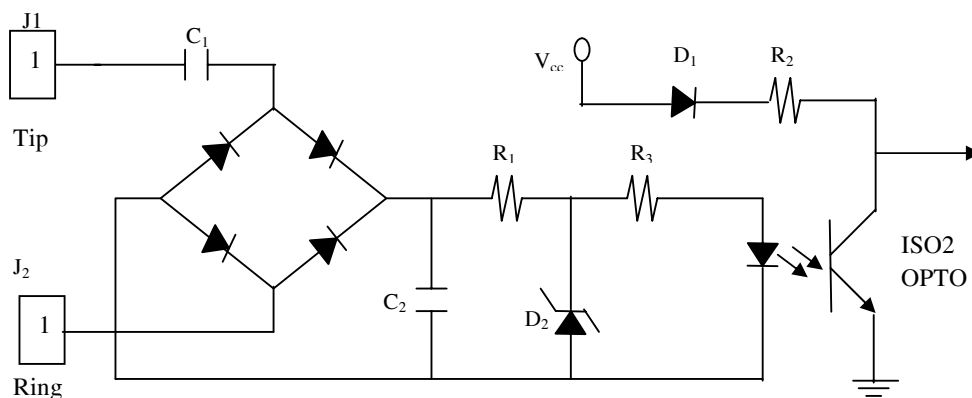 J1
1
Tip
C₁
Vcc
D₁
R₂
R₁
R₃
J₂
1
Ring
C₂
D₂
ISO2
OPTO